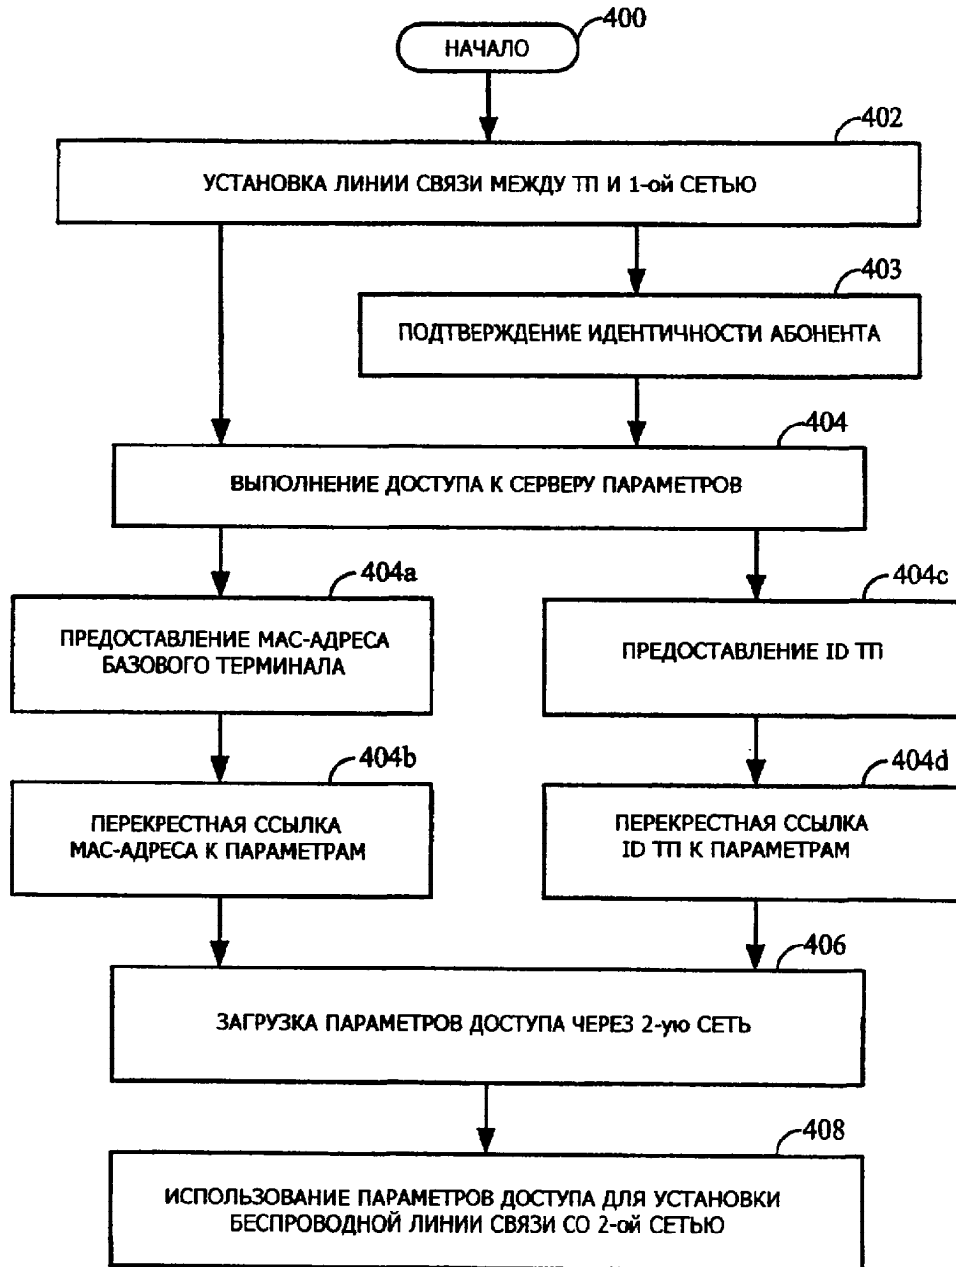 400
НАЧАЛО
402
УСТАНОВКА ЛИНИИ СВЯЗИ МЕЖДУ ТП И 1-ой СЕТЬЮ
403
ПОДТВЕРЖДЕНИЕ ИДЕНТИЧНОСТИ АБОНЕНТА
404
ВЫПОЛНЕНИЕ ДОСТУПА К СЕРВЕРУ ПАРАМЕТРОВ
404a
ПРЕДОСТАВЛЕНИЕ МАС-АДРЕСА
БАЗОВОГО ТЕРМИНАЛА
404c
ПРЕДОСТАВЛЕНИЕ ID ТП
404b
ПЕРЕКРЕСТНАЯ ССЫЛКА
МАС-АДРЕСА К ПАРАМЕТРАМ
404d
ПЕРЕКРЕСТНАЯ ССЫЛКА
ID ТП К ПАРАМЕТРАМ
406
ЗАГРУЗКА ПАРАМЕТРОВ ДОСТУПА ЧЕРЕЗ 2-ую СЕТЬ
408
ИСПОЛЬЗОВАНИЕ ПАРАМЕТРОВ ДОСТУПА ДЛЯ УСТАНОВКИ
БЕСПРОВОДНОЙ ЛИНИИ СВЯЗИ СО 2-ой СЕТЬЮ